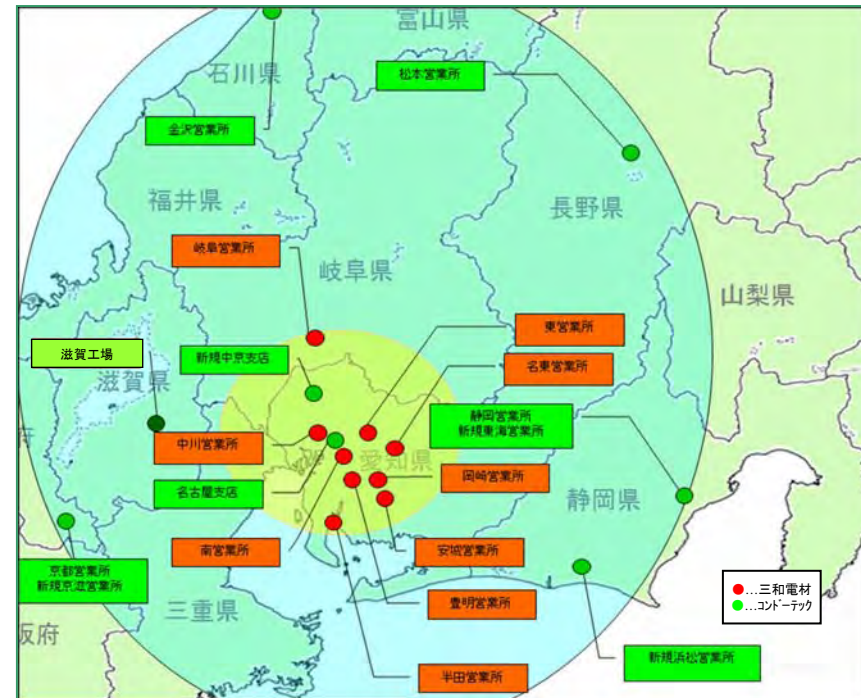 富山県
石川県
松本営業所
金沢営業所
福井県
長野県
岐阜営業所
岐阜県
山梨県
東営業所
滋賀工場
新規中京支店
名東営業所
滋賀県
静岡営業所
新規東海営業所
中川営業所
愛知県
岡崎営業所
名古屋支店
静岡県
南営業所
安城営業所
京都営業所
新規京滋営業所
三重県
豊明営業所
●…三和電材
●…コンドーテック
阪府
新規浜松営業所
半田営業所